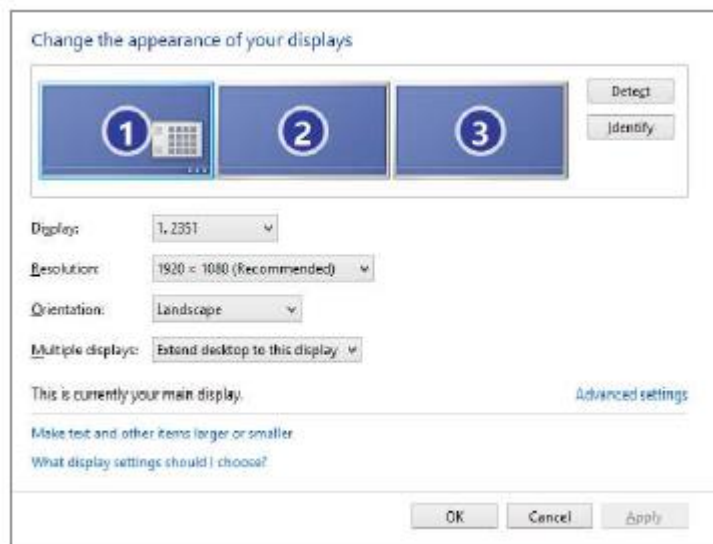 Change the appearance of your displays
1 2 3
Detect
Identify
Display: 1. 2351
Resolution: 1920 × 1080 (Recommended)
Orientation: Landscape
Multiple displays: Extend desktop to this display
This is currently your main display. Advanced settings
Make text and other items larger or smaller
What display settings should I choose?
OK Cancel Apply